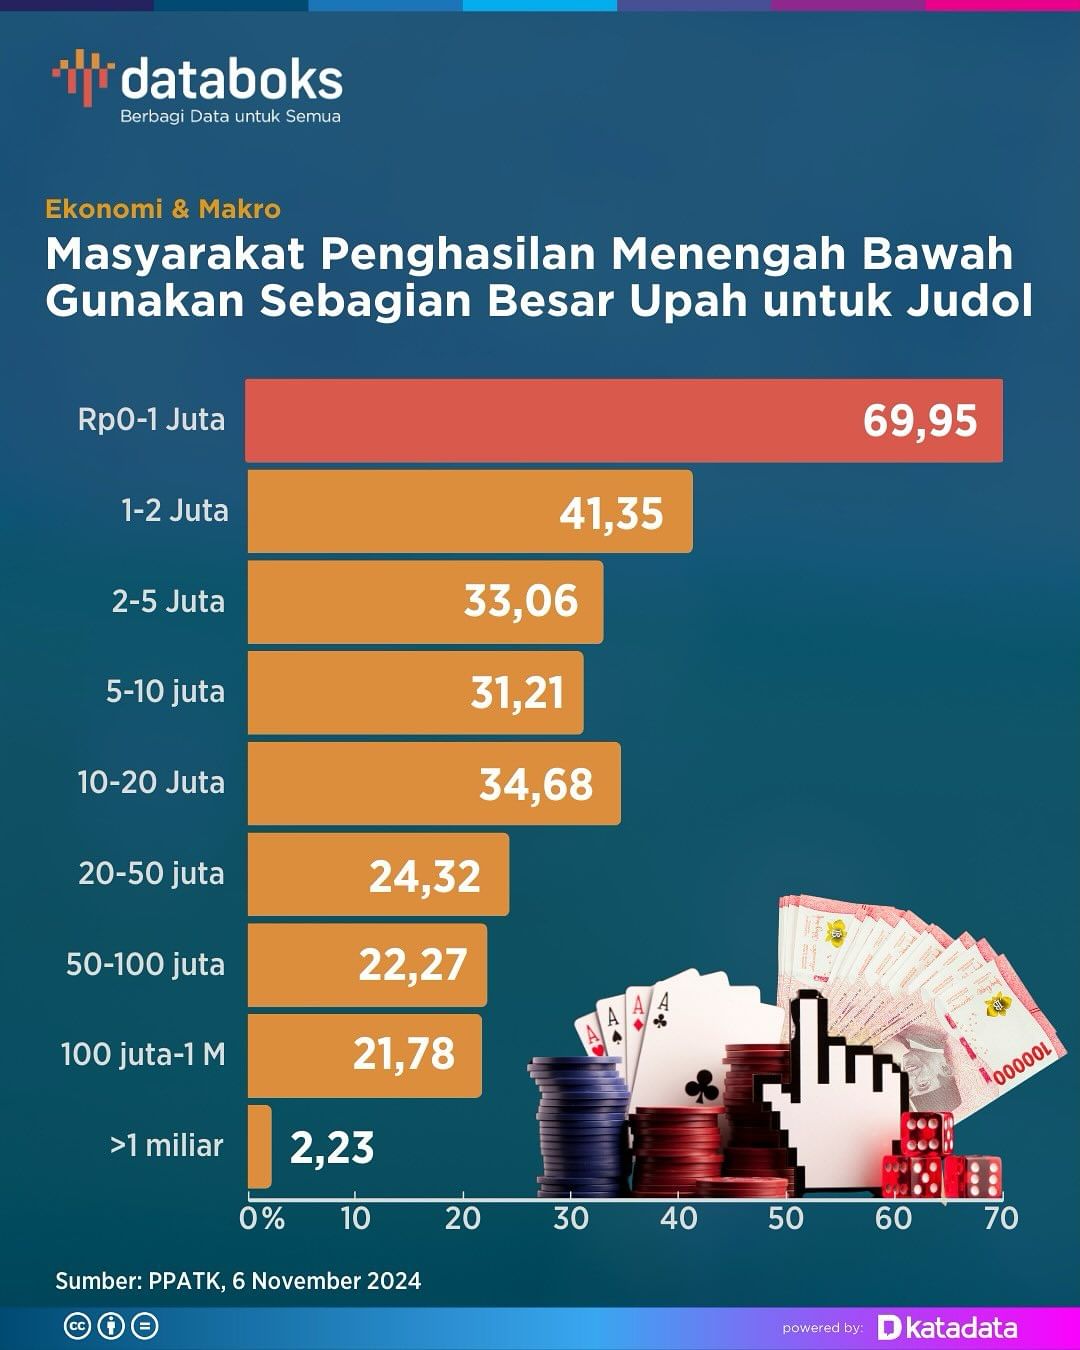 databoks
Berbagi Data untuk Semua
Ekonomi & Makro
Masyarakat Penghasilan Menengah Bawah
Gunakan Sebagian Besar Upah untuk Judol
Rp0-1 Juta 69,95
1-2 Juta 41,35
2-5 Juta 33,06
5-10 juta 31,21
10-20 Juta 34,68
20-50 juta 24,32
50-100 juta 22,27
100 juta-1 M 21,78
>1 miliar 2,23
0% 10 20 30 40 50 60 70
A A A A
100000
Sumber: PPATK, 6 November 2024
cc
powered by: katadata